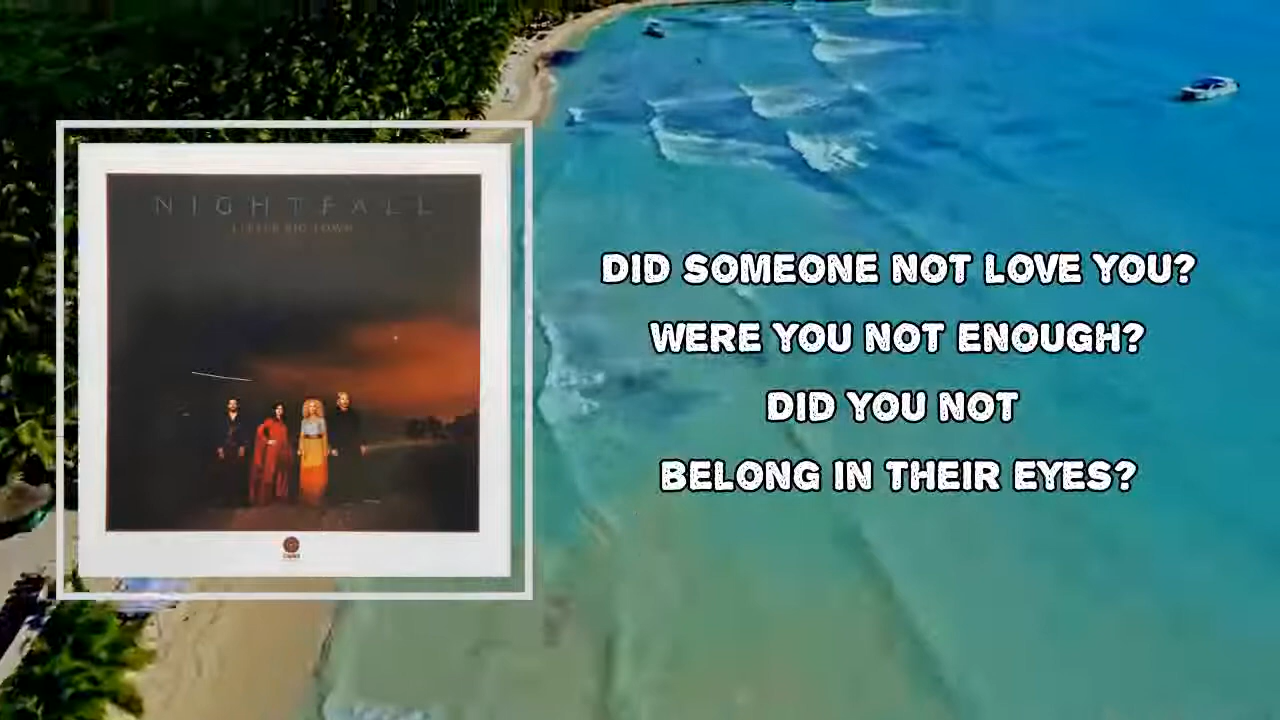 NIGHTFALL
LITTLE BIG TOWN
DID SOMEONE NOT LOVE YOU?
WERE YOU NOT ENOUGH?
DID YOU NOT
BELONG IN THEIR EYES?